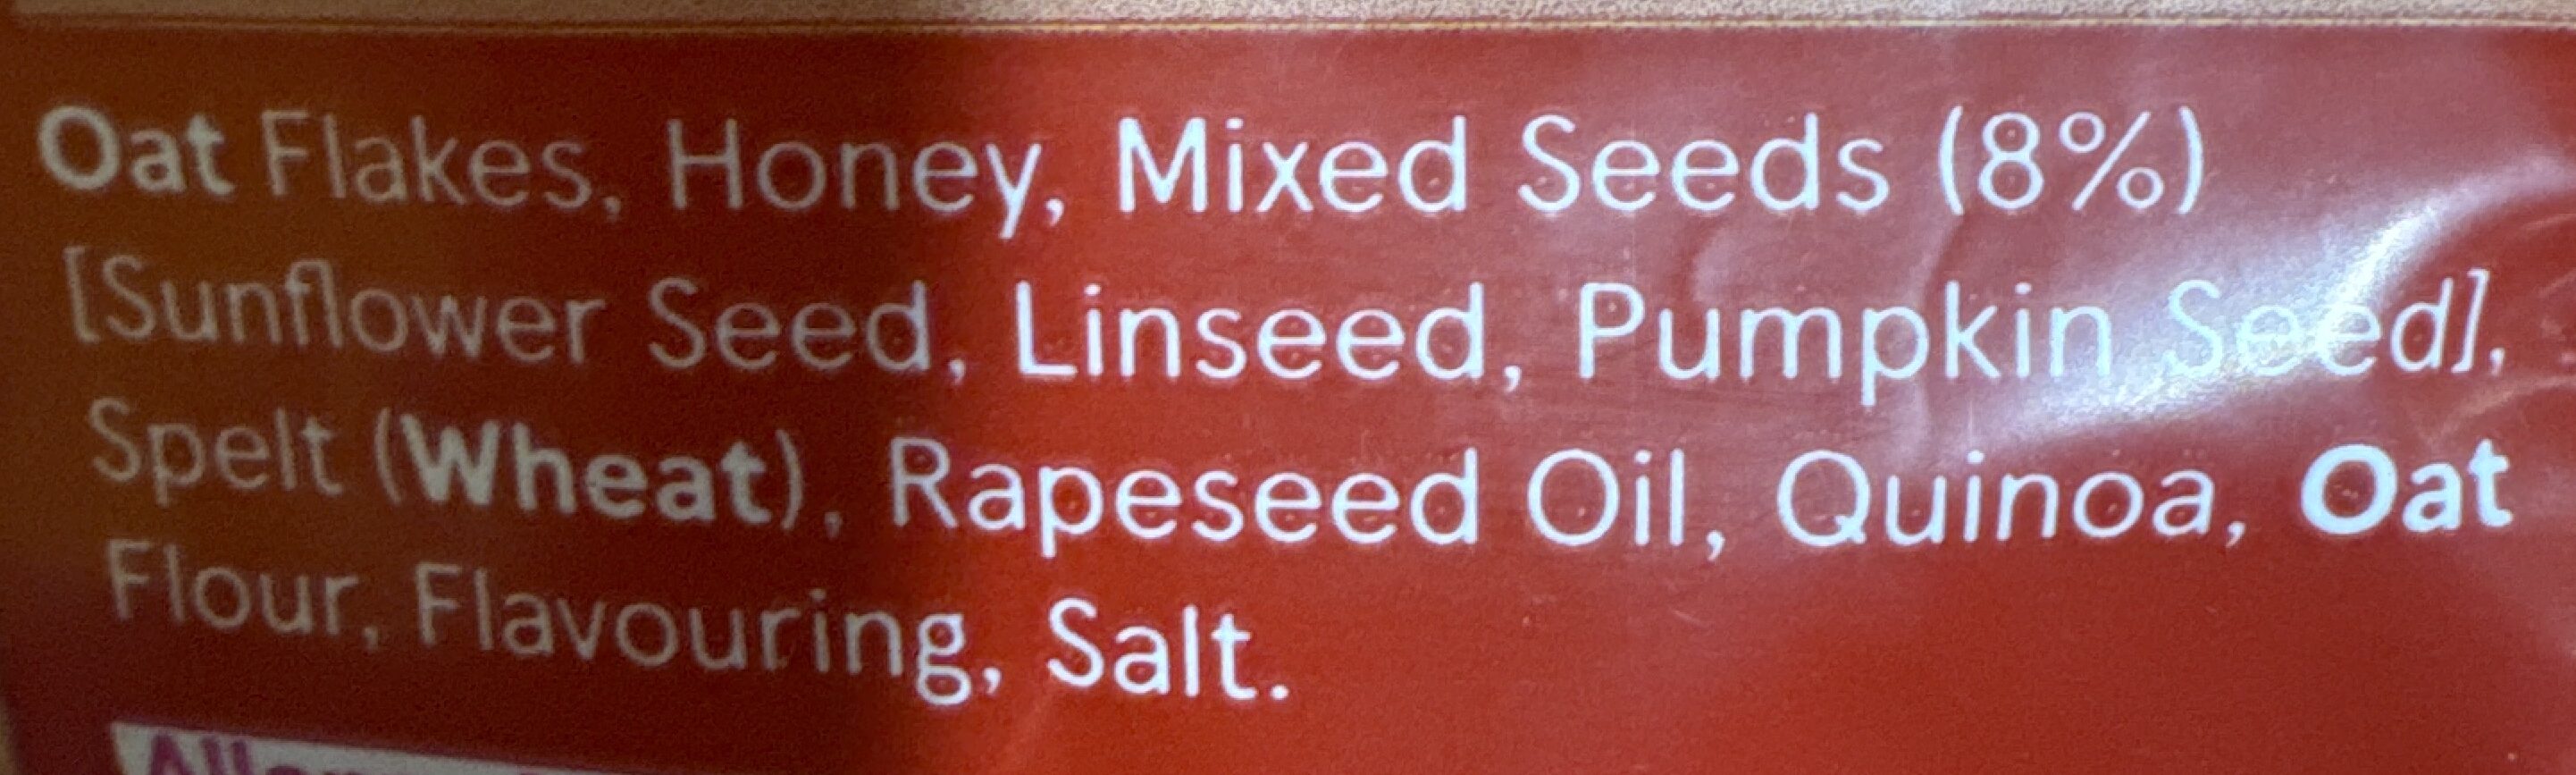 Oat Flakes, Honey, Mixed Seeds (8%)
[Sunflower Seed, Linseed, Pumpkin Seed],
Spelt (Wheat), Rapeseed Oil, Quinoa, Oat
Flour, Flavouring, Salt.